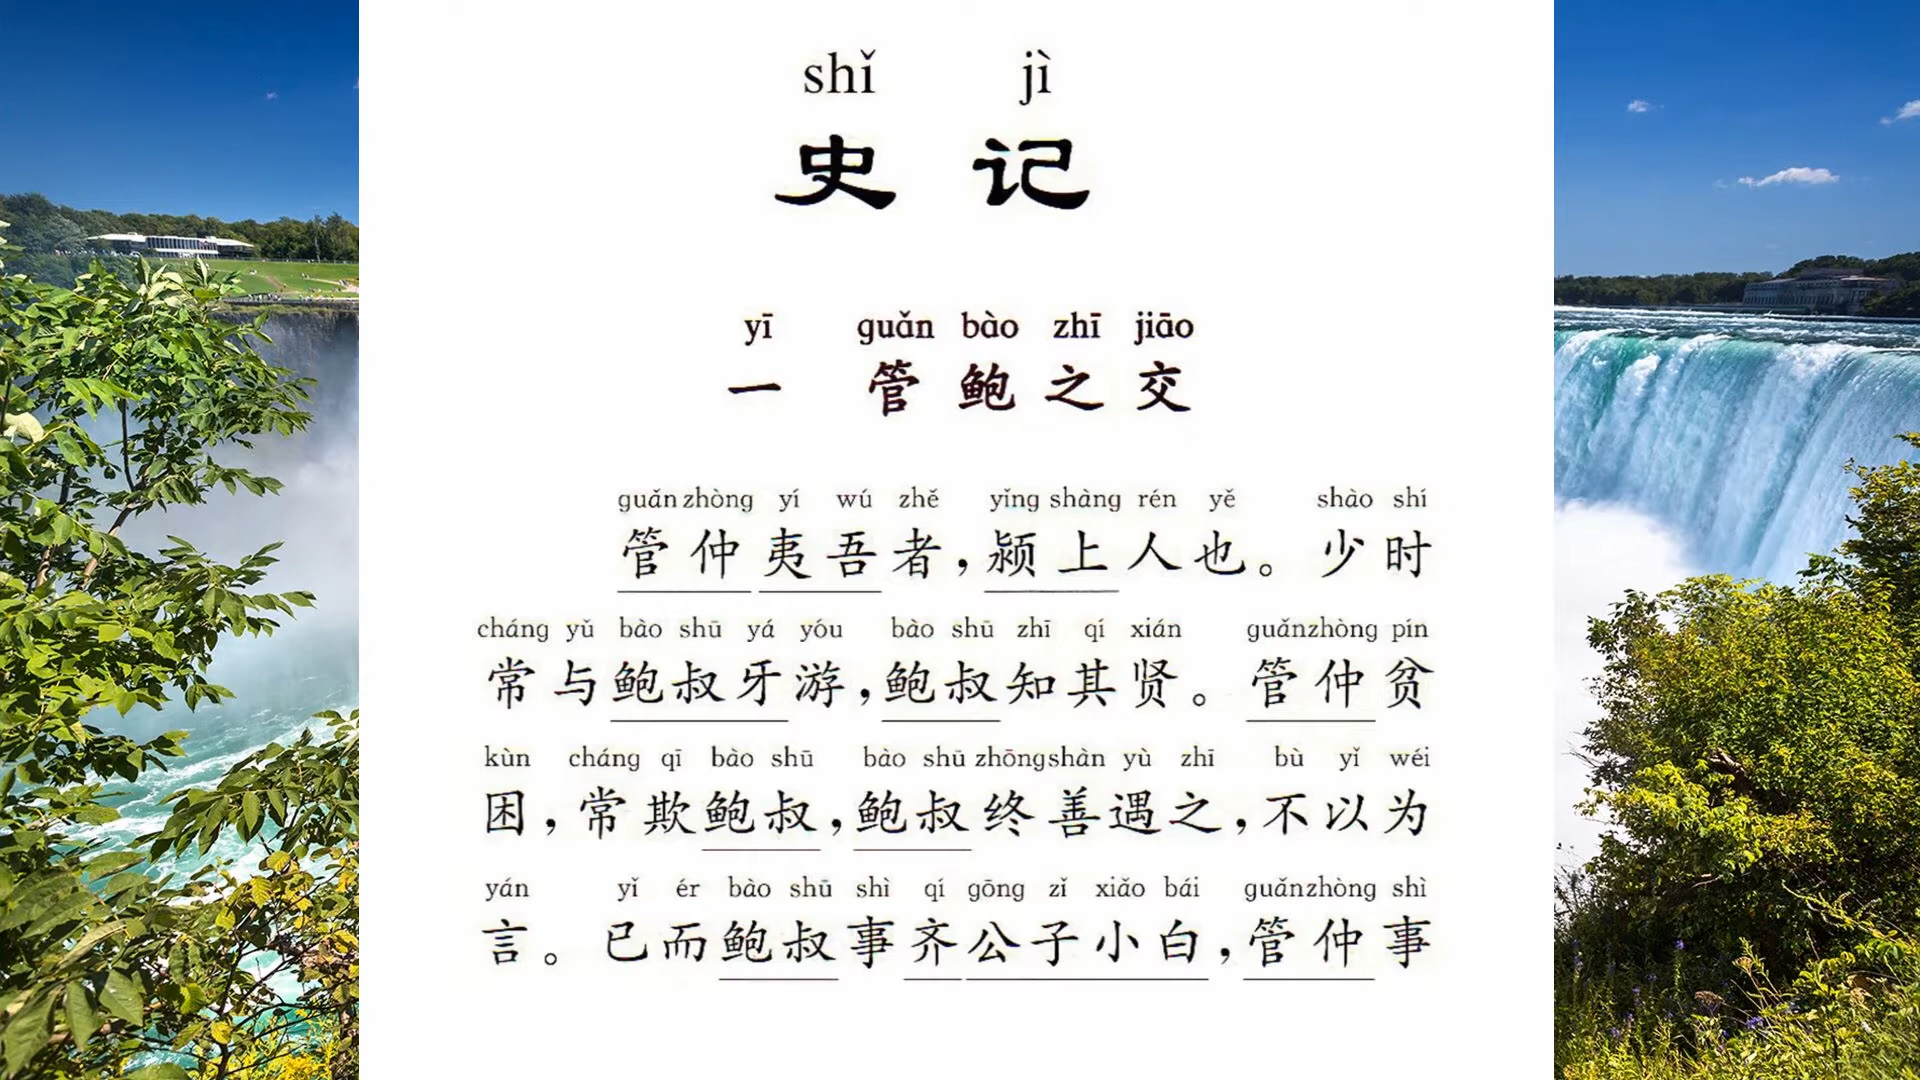 shǐ jì
史 记
yī guǎn bào zhī jiāo
一 管 鲍 之 交
guǎn zhòng yí wú zhě yǐng shàng rén yě shào shí
管仲夷吾者，颍上人也。少时
cháng yǔ bào shū yá yóu bào shū zhī qí xián guǎn zhòng pín
常与鲍叔牙游，鲍叔知其贤。管仲贫
kùn cháng qī bào shū bào shū zhōng shàn yù zhī bù yǐ wéi
困，常欺鲍叔，鲍叔终善遇之，不以为
yán yǐ ér bào shū shì qí gōng zǐ xiǎo bái guǎn zhòng shì
言。已而鲍叔事齐公子小白，管仲事